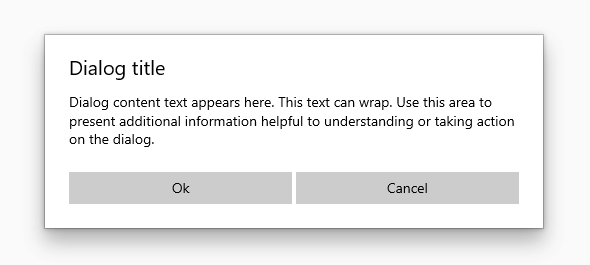 Dialog title
Dialog content text appears here. This text can wrap. Use this area to
present additional information helpful to understanding or taking action
on the dialog.
Ok
Cancel